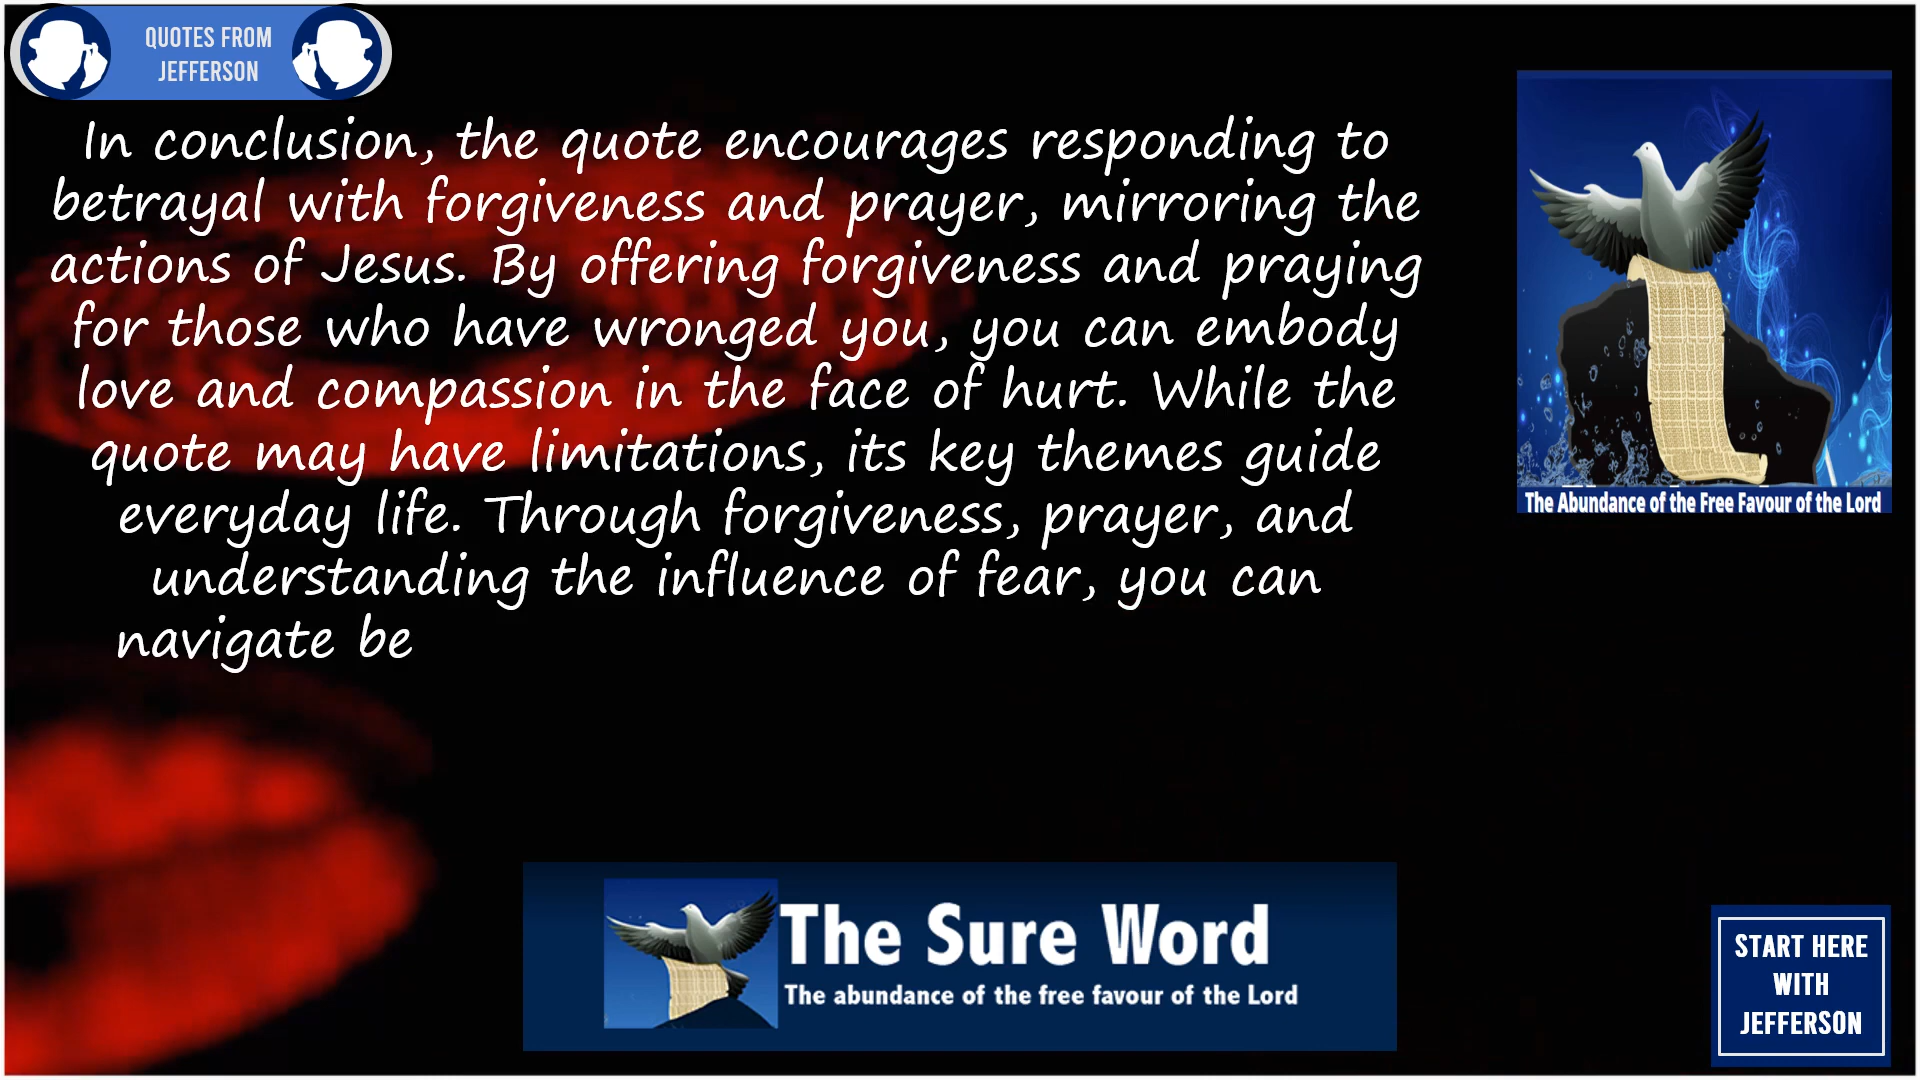 QUOTES FROM
JEFFERSON
In conclusion, the quote encourages responding to
betrayal with forgiveness and prayer, mirroring the
actions of Jesus. By offering forgiveness and praying
for those who have wronged you, you can embody
love and compassion in the face of hurt. While the
quote may have limitations, its key themes guide
everyday life. Through forgiveness, prayer, and
understanding the influence of fear, you can
navigate be
The Abundance of the Free Favour of the Lord
The Sure Word
The abundance of the free favour of the Lord
START HERE
WITH
JEFFERSON